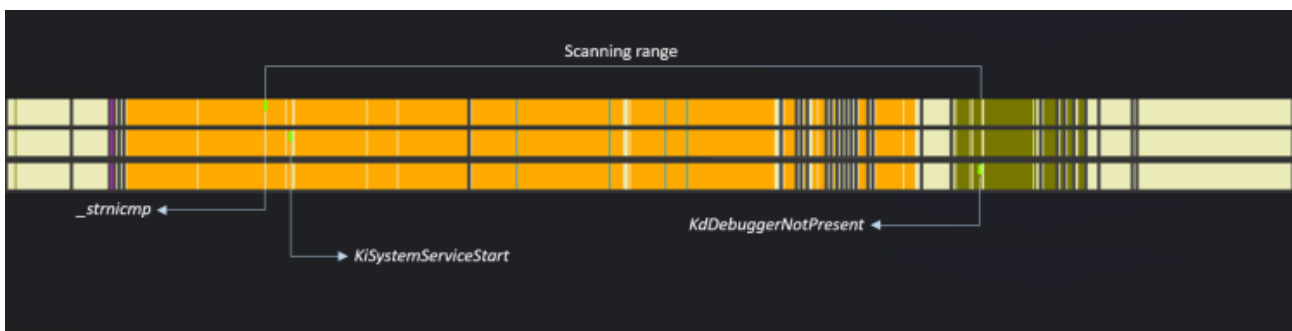 Scanning range
_strnicmp
KdDebuggerNotPresent
KiSystemServiceStart